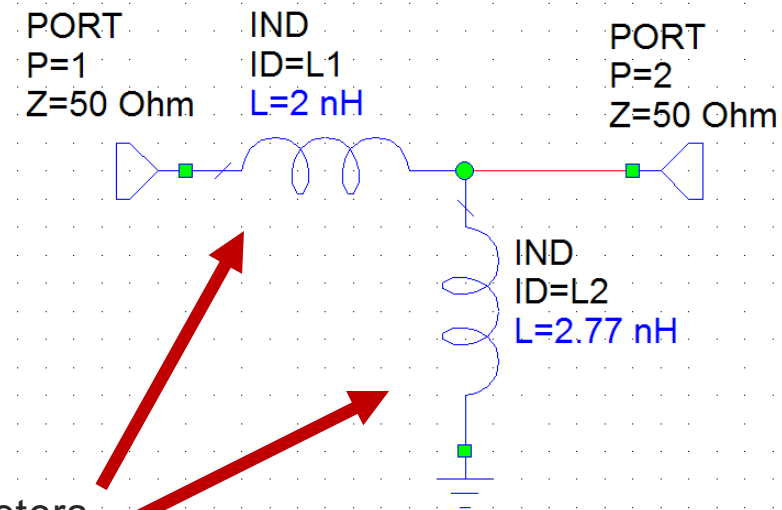 PORT
P=1
Z=50 Ohm
IND
ID=L1
L=2 nH
PORT
P=2
Z=50 Ohm
IND
ID=L2
L=2.77 nH